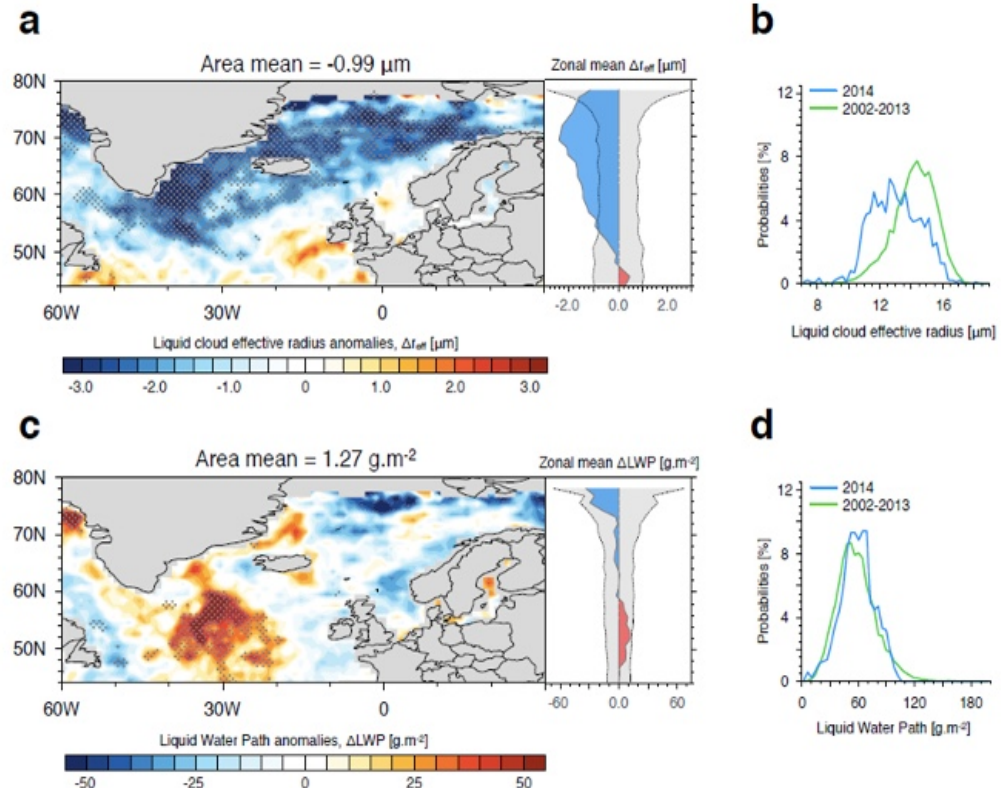 a
Area mean = -0.99 μm
Zonal mean Δreff [μm]
80N
70N
60N
50N
60W 30W 0
-2.0 0.0 2.0
Liquid cloud effective radius anomalies, Δreff [μm]
-3.0 -2.0 -1.0 0 1.0 2.0 3.0
b
2014
2002-2013
Probabilities [%]
12
8
4
0
8 12 16
Liquid cloud effective radius [μm]
c
Area mean = 1.27 g.m-2
Zonal mean ΔLWP [g.m-2]
80N
70N
60N
50N
60W 30W 0
-60 0.0 60
Liquid Water Path anomalies, ΔLWP [g.m-2]
-50 -25 0 25 50
d
2014
2002-2013
Probabilities [%]
12
8
4
0
0 60 120 180
Liquid Water Path [g.m-2]